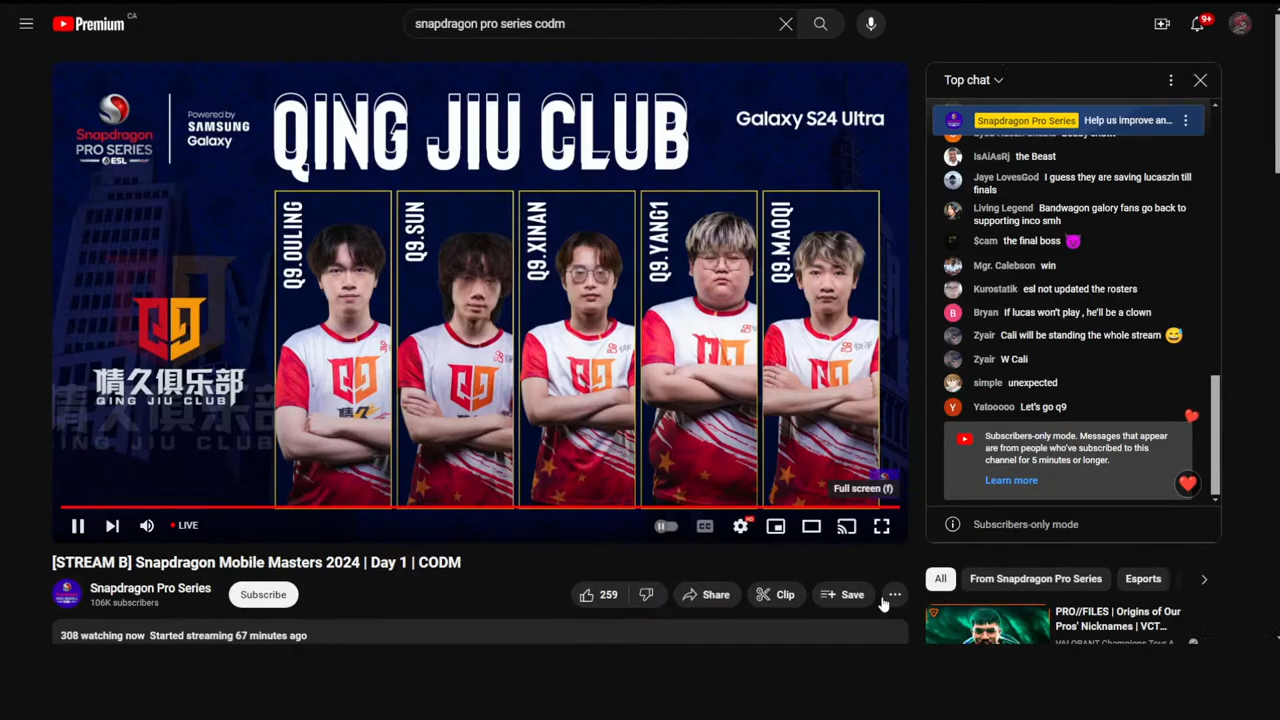 Premium CA
snapdragon pro series codm
9+
Snapdragon
PRO SERIES
ESL
Powered by
SAMSUNG
Galaxy
QING JIU CLUB
Galaxy S24 Ultra
Q9.OULING
Q9.SUN
Q9.XINAN
Q9.YANG1
Q9.MAOQI
情久俱乐部
QING JIU CLUB
Full screen (f)
LIVE
HD
[STREAM B] Snapdragon Mobile Masters 2024 | Day 1 | CODM
Snapdragon Pro Series
106K subscribers
Subscribe
259
Share
Clip
Save
308 watching now Started streaming 67 minutes ago
Top chat
Snapdragon Pro Series Help us improve an...
IsAiAsRj the Beast
Jaye LovesGod I guess they are saving lucaszin till
finals
Living Legend Bandwagon galory fans go back to
supporting inco smh
$cam the final boss 😈
Mgr. Calebson win
Kurostatik esl not updated the rosters
B
Bryan If lucas won't play , he'll be a clown
Zyair Cali will be standing the whole stream 😅
Zyair W Cali
simple unexpected
Y
Yatooooo Let's go q9
Subscribers-only mode. Messages that appear
are from people who've subscribed to this
channel for 5 minutes or longer.
Learn more
Subscribers-only mode
All
From Snapdragon Pro Series
Esports
PRO//FILES | Origins of Our
Pros' Nicknames | VCT...